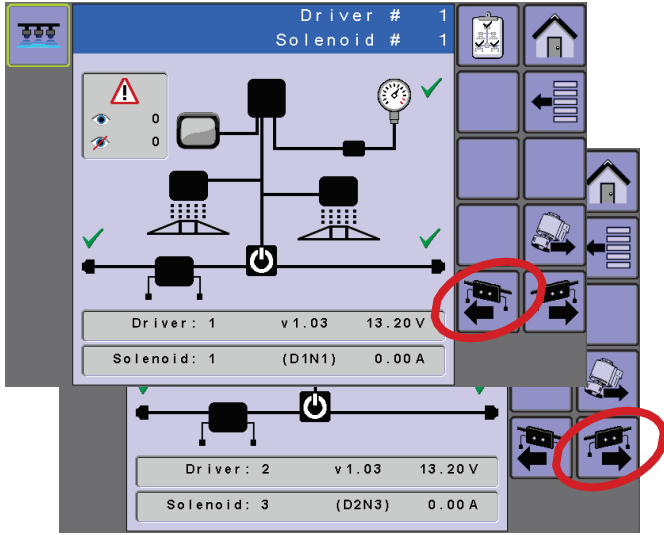 Driver # 1
Solenoid # 1
0
0
Driver: 1 v1.03 13.20V
Solenoid: 1 (D1N1) 0.00A
Driver: 2 v1.03 13.20V
Solenoid: 3 (D2N3) 0.00A